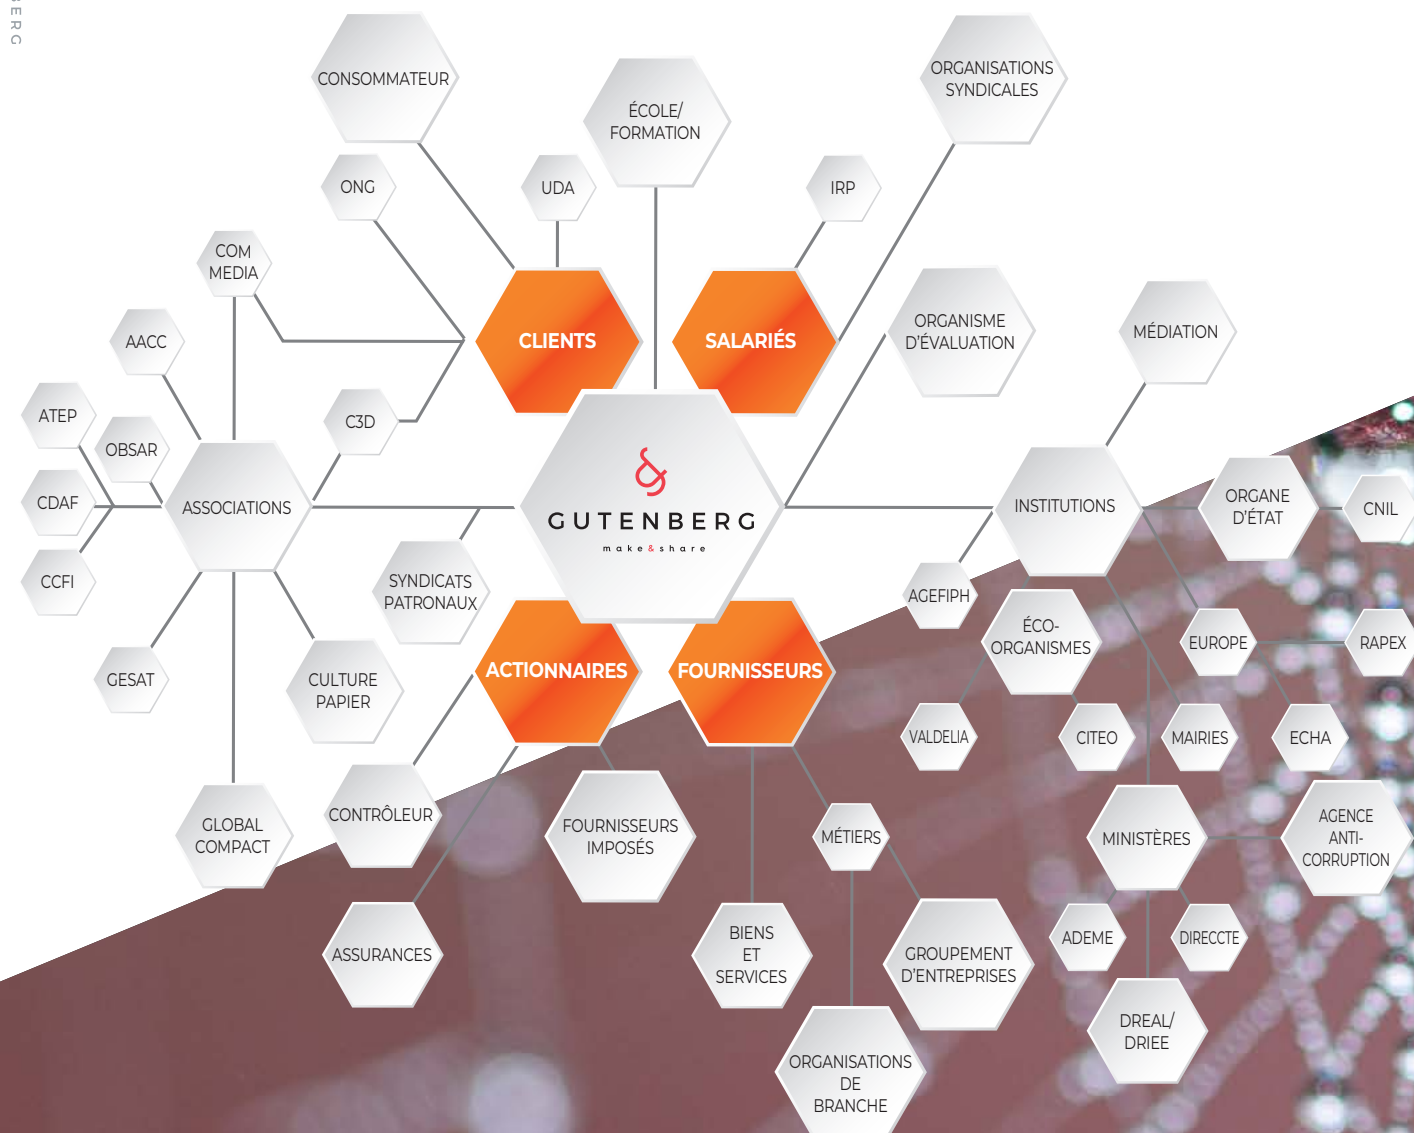 BERG
CONSOMMATEUR
ÉCOLE/
FORMATION
ORGANISATIONS
SYNDICALES
ONG
UDA
IRP
COM
MEDIA
AACC
CLIENTS
SALARIÉS
ORGANISME
D'ÉVALUATION
MÉDIATION
ATEP
OBSAR
C3D
CDAF
ASSOCIATIONS
GUTENBERG
make&share
INSTITUTIONS
ORGANE
D'ÉTAT
CNIL
CCFI
SYNDICATS
PATRONAUX
AGEFIPH
ÉCO-
ORGANISMES
EUROPE
RAPEX
GESAT
CULTURE
PAPIER
ACTIONNAIRES
FOURNISSEURS
VALDELIA
CITEO
MAIRIES
ECHA
GLOBAL
COMPACT
CONTRÔLEUR
FOURNISSEURS
IMPOSÉS
MÉTIERS
MINISTÈRES
AGENCE
ANTI-
CORRUPTION
ASSURANCES
BIENS
ET
SERVICES
GROUPEMENT
D'ENTREPRISES
ADEME
DIRECCTE
DREAL/
DRIEE
ORGANISATIONS
DE
BRANCHE